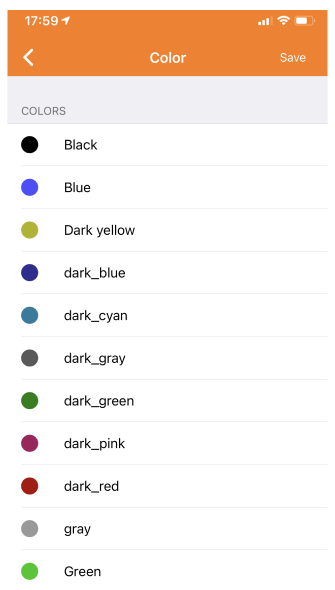 17:59
Color
Save
COLORS
Black
Blue
Dark yellow
dark_blue
dark_cyan
dark_gray
dark_green
dark_pink
dark_red
gray
Green